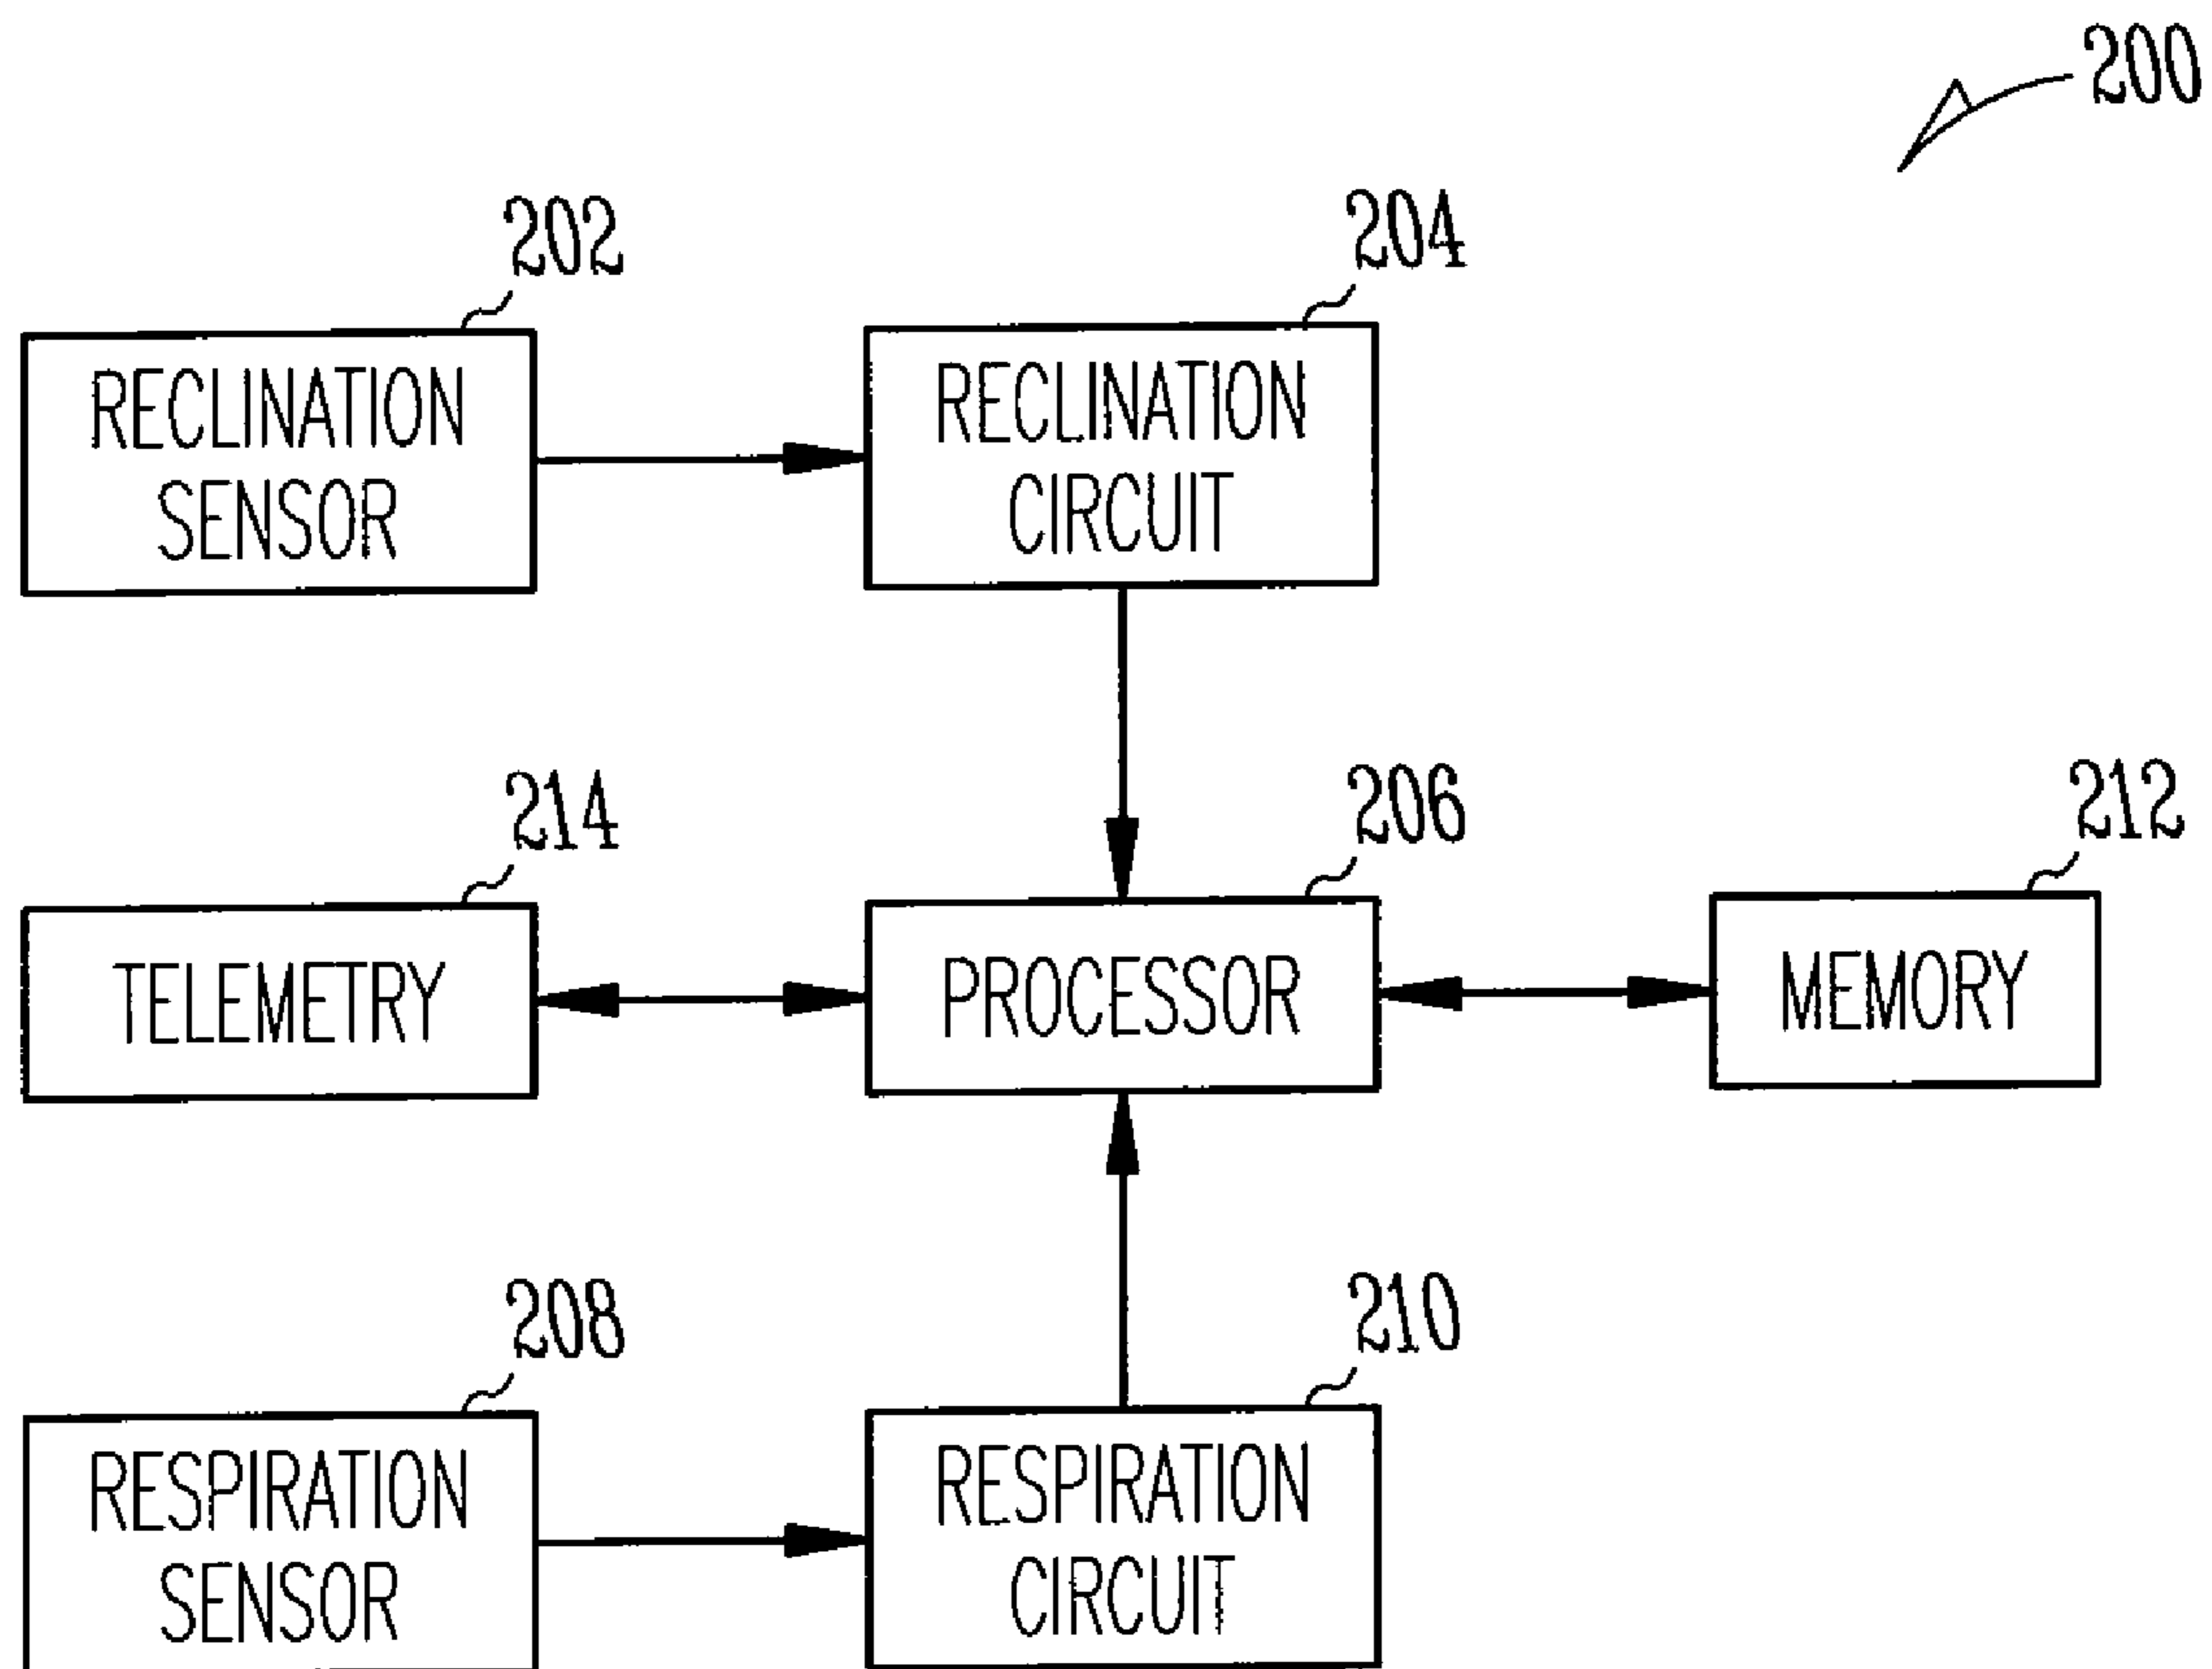 200
202
RECLINATION
SENSOR
204
RECLINATION
CIRCUIT
214
TELEMETRY
206
PROCESSOR
212
MEMORY
208
RESPIRATION
SENSOR
210
RESPIRATION
CIRCUIT